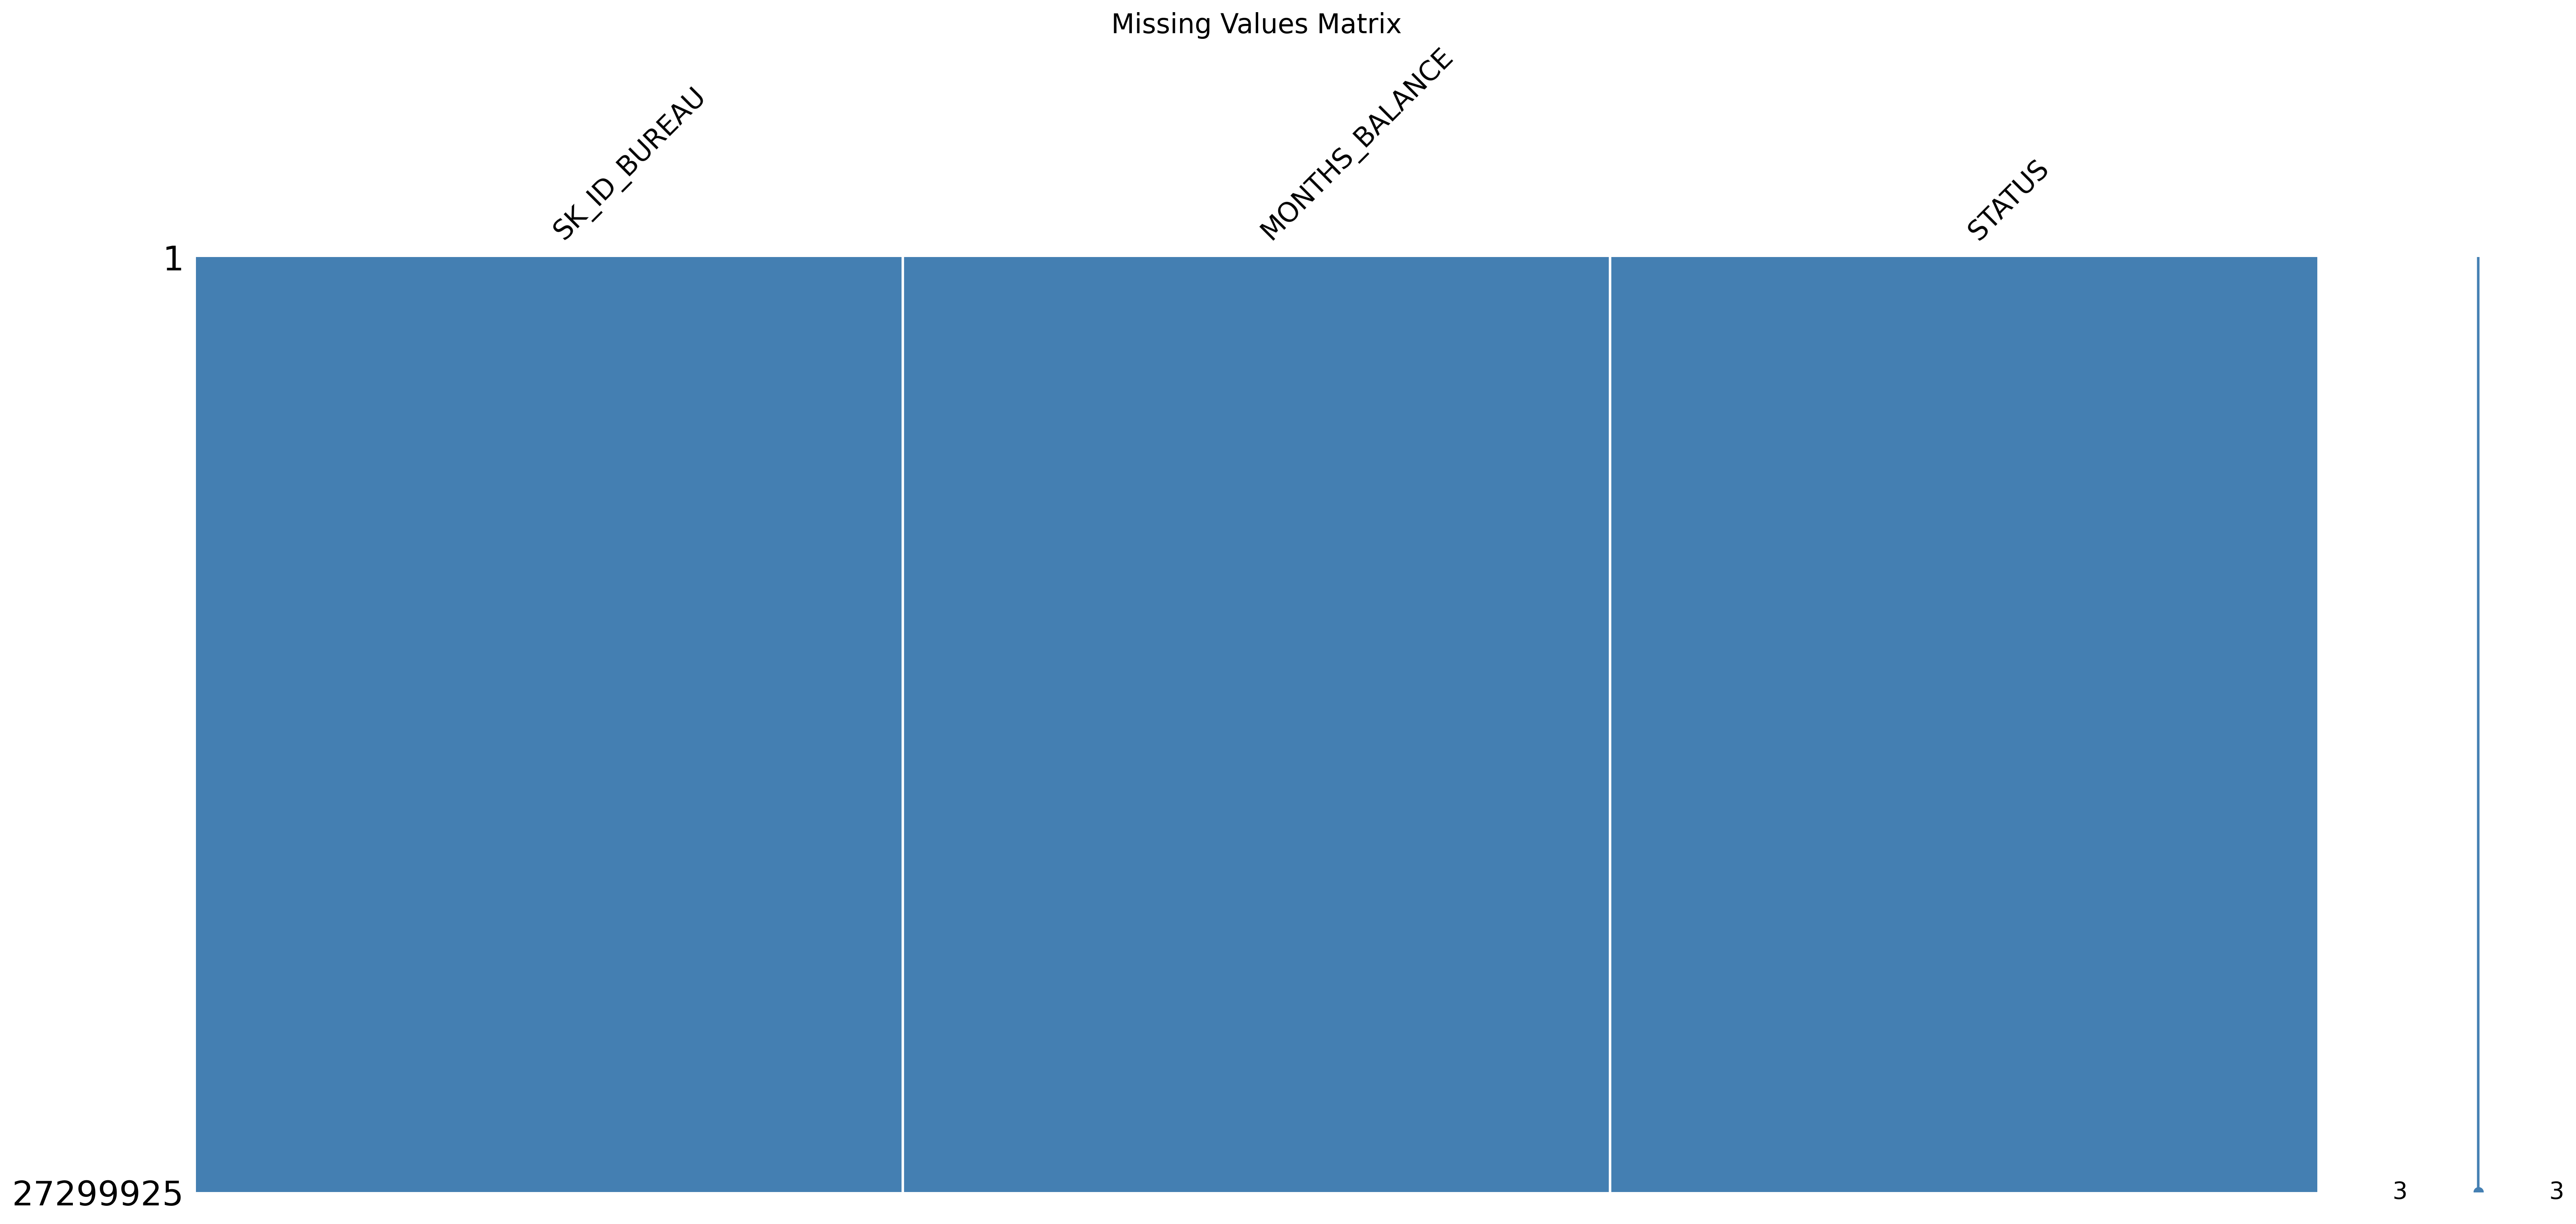 Missing Values Matrix
SK_ID_BUREAU
MONTHS_BALANCE
STATUS
1
27299925
3
3